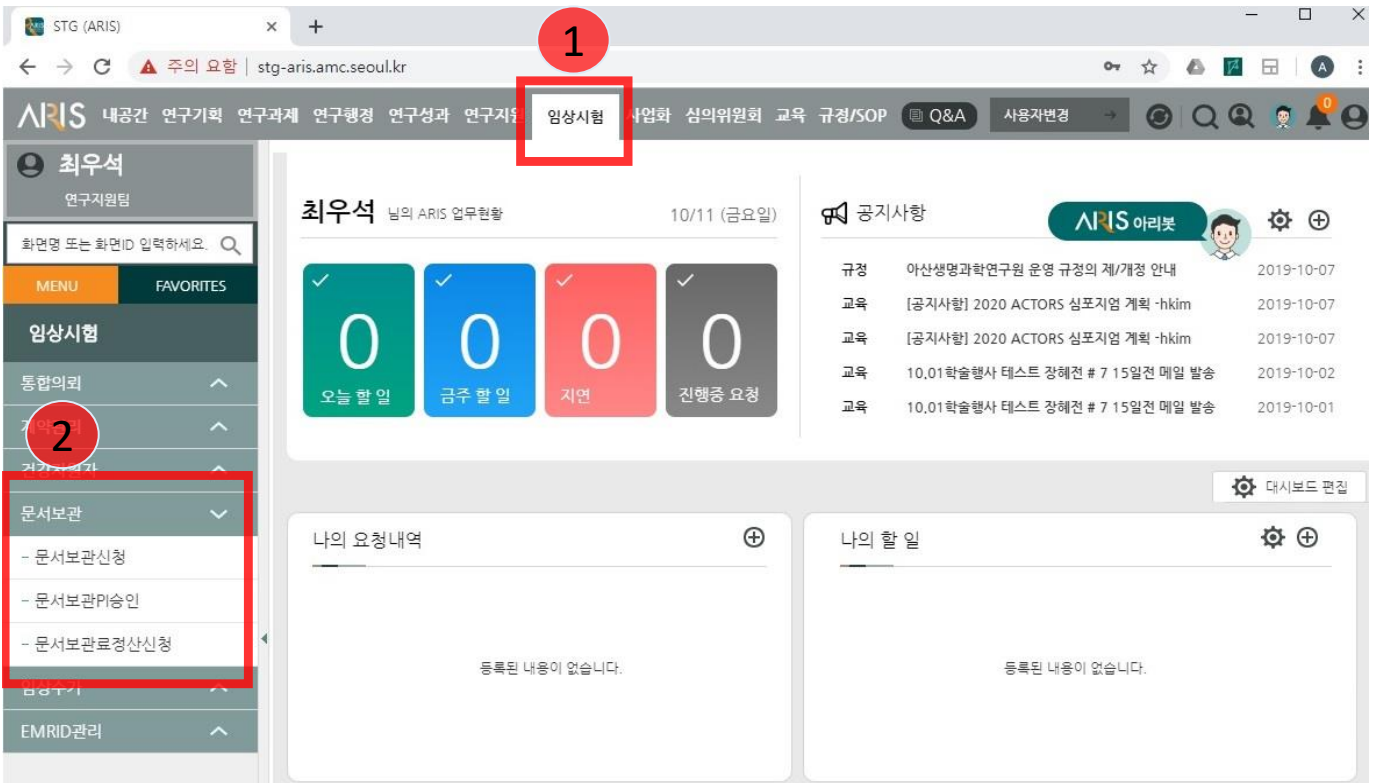 STG (ARIS)
1
주의 요함 stg-aris.amc.seoul.kr
A
ARIS 내공간 연구기획 연구과제 연구행정 연구성과 연구지원 임상시험 사업화 심의위원회 교육 규정/SOP Q&A 사용자변경
최우석
연구지원팀
화면명 또는 화면ID 입력하세요.
MENU FAVORITES
임상시험
통합의뢰
2
문서보관
- 문서보관신청
- 문서보관PI승인
- 문서보관료정산신청
임상수기
EMRID관리
최우석 님의 ARIS 업무현황 10/11 (금요일)
0 오늘 할 일
0 금주 할 일
0 지연
0 진행중 요청
공지사항
ARIS 아리봇
규정 아산생명과학연구원 운영 규정의 제/개정 안내 2019-10-07
교육 [공지사항] 2020 ACTORS 심포지엄 계획 -hkim 2019-10-07
교육 [공지사항] 2020 ACTORS 심포지엄 계획 -hkim 2019-10-07
교육 10.01학술행사 테스트 장혜전 # 7 15일전 메일 발송 2019-10-02
교육 10.01학술행사 테스트 장혜전 # 7 15일전 메일 발송 2019-10-01
대시보드 편집
나의 요청내역
등록된 내용이 없습니다.
나의 할 일
등록된 내용이 없습니다.